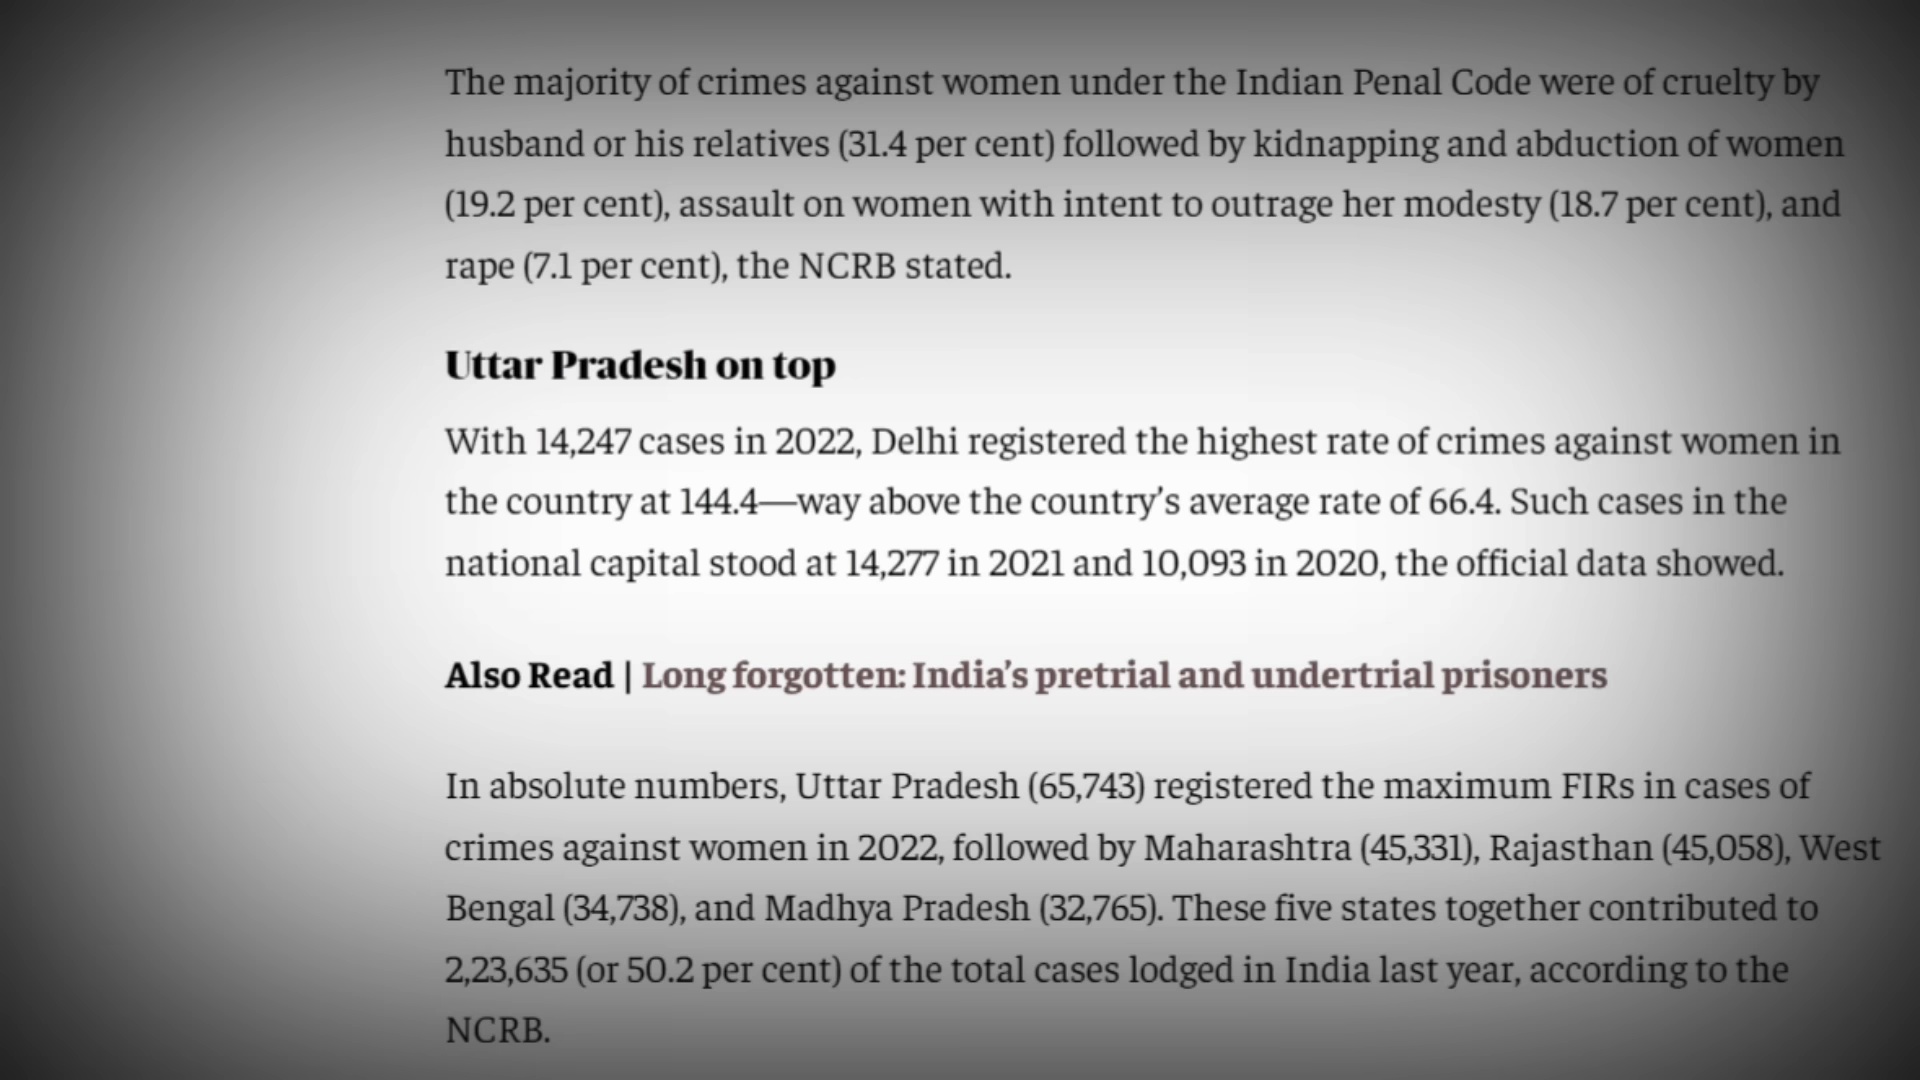 The majority of crimes against women under the Indian Penal Code were of cruelty by
husband or his relatives (31.4 per cent) followed by kidnapping and abduction of women
(19.2 per cent), assault on women with intent to outrage her modesty (18.7 per cent), and
rape (7.1 per cent), the NCRB stated.
Uttar Pradesh on top
With 14,247 cases in 2022, Delhi registered the highest rate of crimes against women in
the country at 144.4—way above the country’s average rate of 66.4. Such cases in the
national capital stood at 14,277 in 2021 and 10,093 in 2020, the official data showed.
Also Read | Long forgotten: India’s pretrial and undertrial prisoners
In absolute numbers, Uttar Pradesh (65,743) registered the maximum FIRs in cases of
crimes against women in 2022, followed by Maharashtra (45,331), Rajasthan (45,058), West
Bengal (34,738), and Madhya Pradesh (32,765). These five states together contributed to
2,23,635 (or 50.2 per cent) of the total cases lodged in India last year, according to the
NCRB.